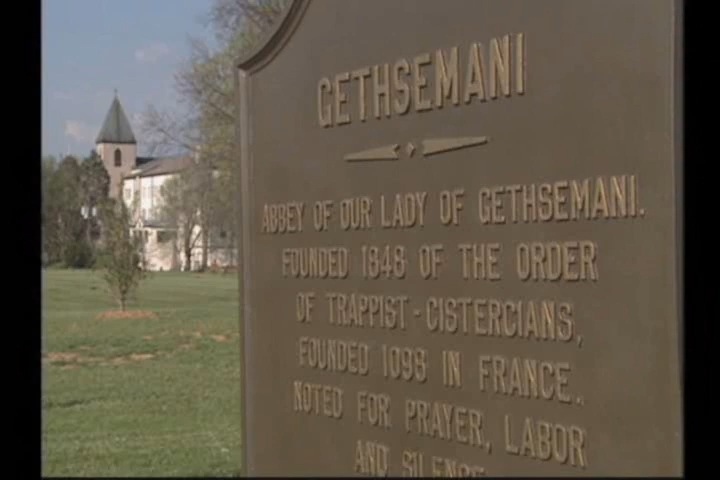 GETHSEMANI
ABBEY OF OUR LADY OF GETHSEMANI.
FOUNDED 1848 OF THE ORDER
OF TRAPPIST-CISTERCIANS,
FOUNDED 1098 IN FRANCE.
NOTED FOR PRAYER, LABOR
AND SILENCE